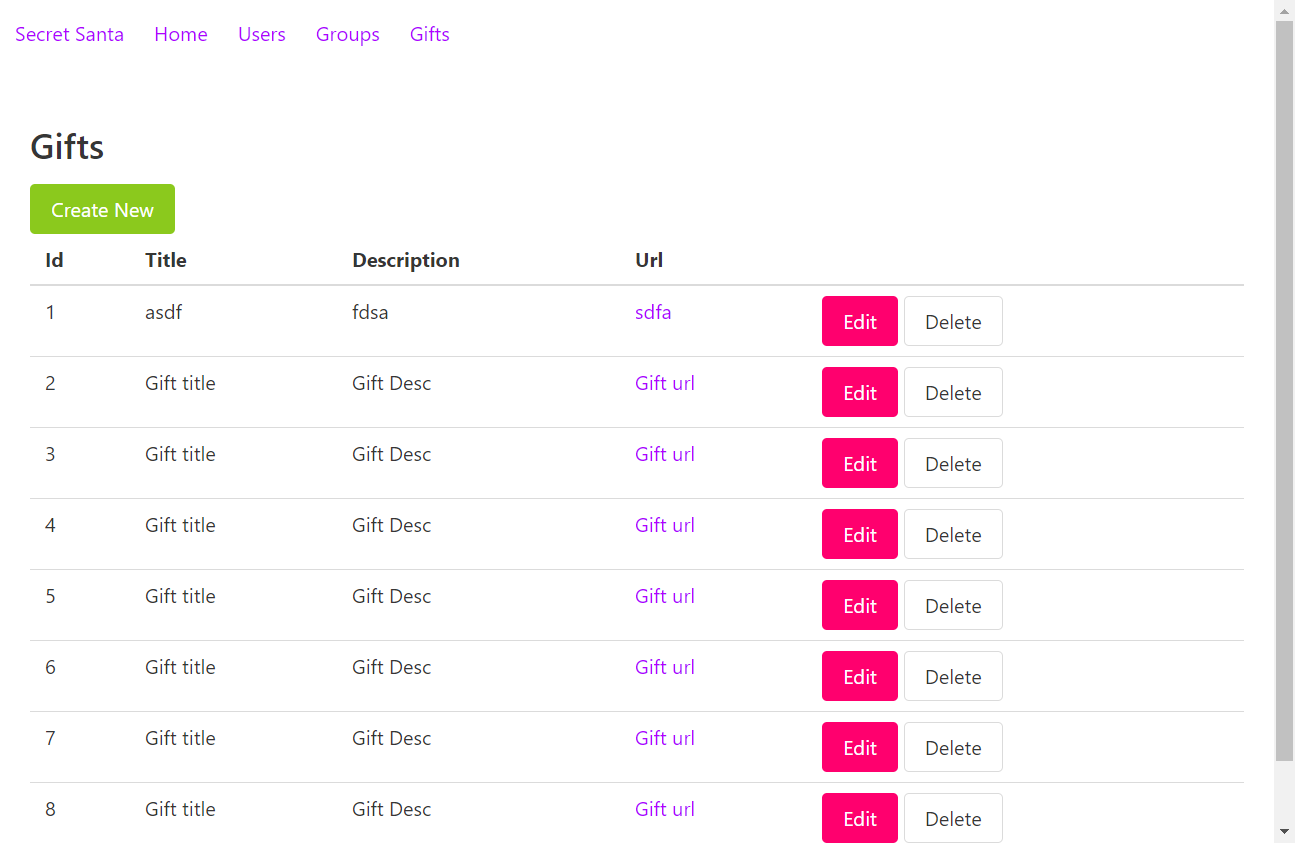 Secret Santa Home Users Groups Gifts
Gifts
Create New
Id Title Description Url
1 asdf fdsa sdfa Edit Delete
2 Gift title Gift Desc Gift url Edit Delete
3 Gift title Gift Desc Gift url Edit Delete
4 Gift title Gift Desc Gift url Edit Delete
5 Gift title Gift Desc Gift url Edit Delete
6 Gift title Gift Desc Gift url Edit Delete
7 Gift title Gift Desc Gift url Edit Delete
8 Gift title Gift Desc Gift url Edit Delete